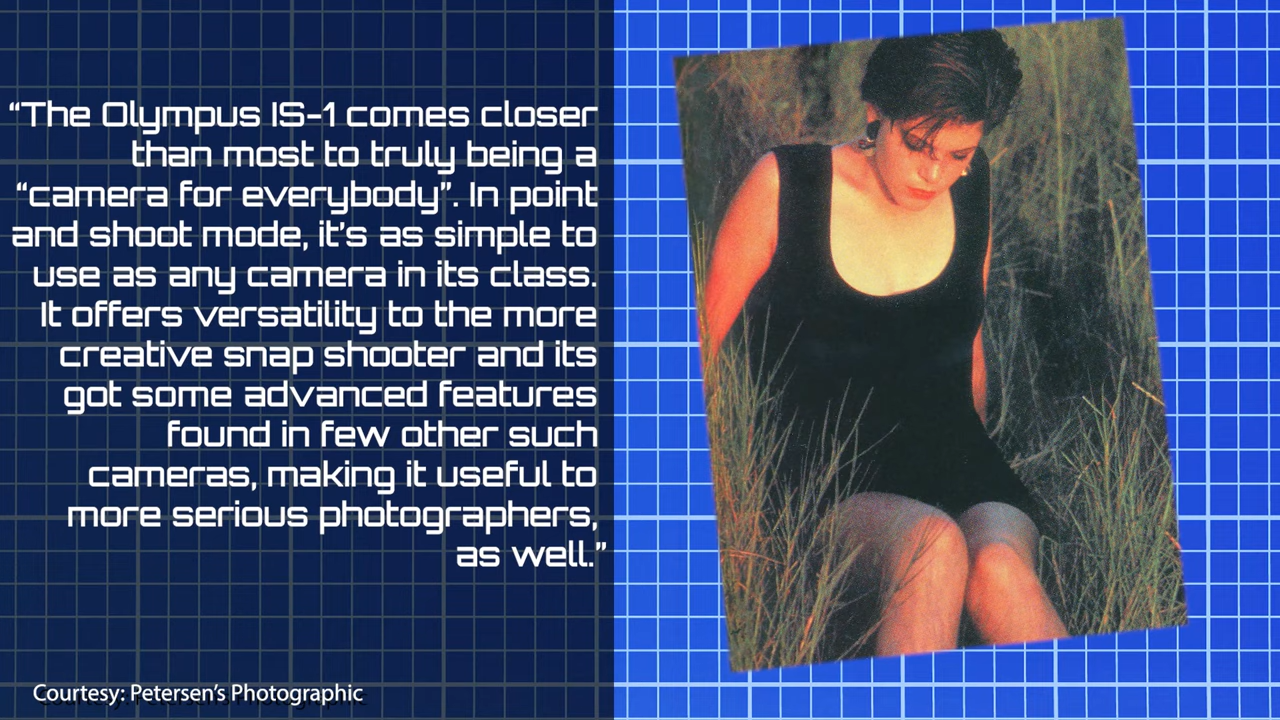 “The Olympus IS-1 comes closer
than most to truly being a
“camera for everybody”. In point
and shoot mode, it’s as simple to
use as any camera in its class.
It offers versatility to the more
creative snap shooter and its
got some advanced features
found in few other such
cameras, making it useful to
more serious photographers,
as well.”
Courtesy: Petersen’s Photographic